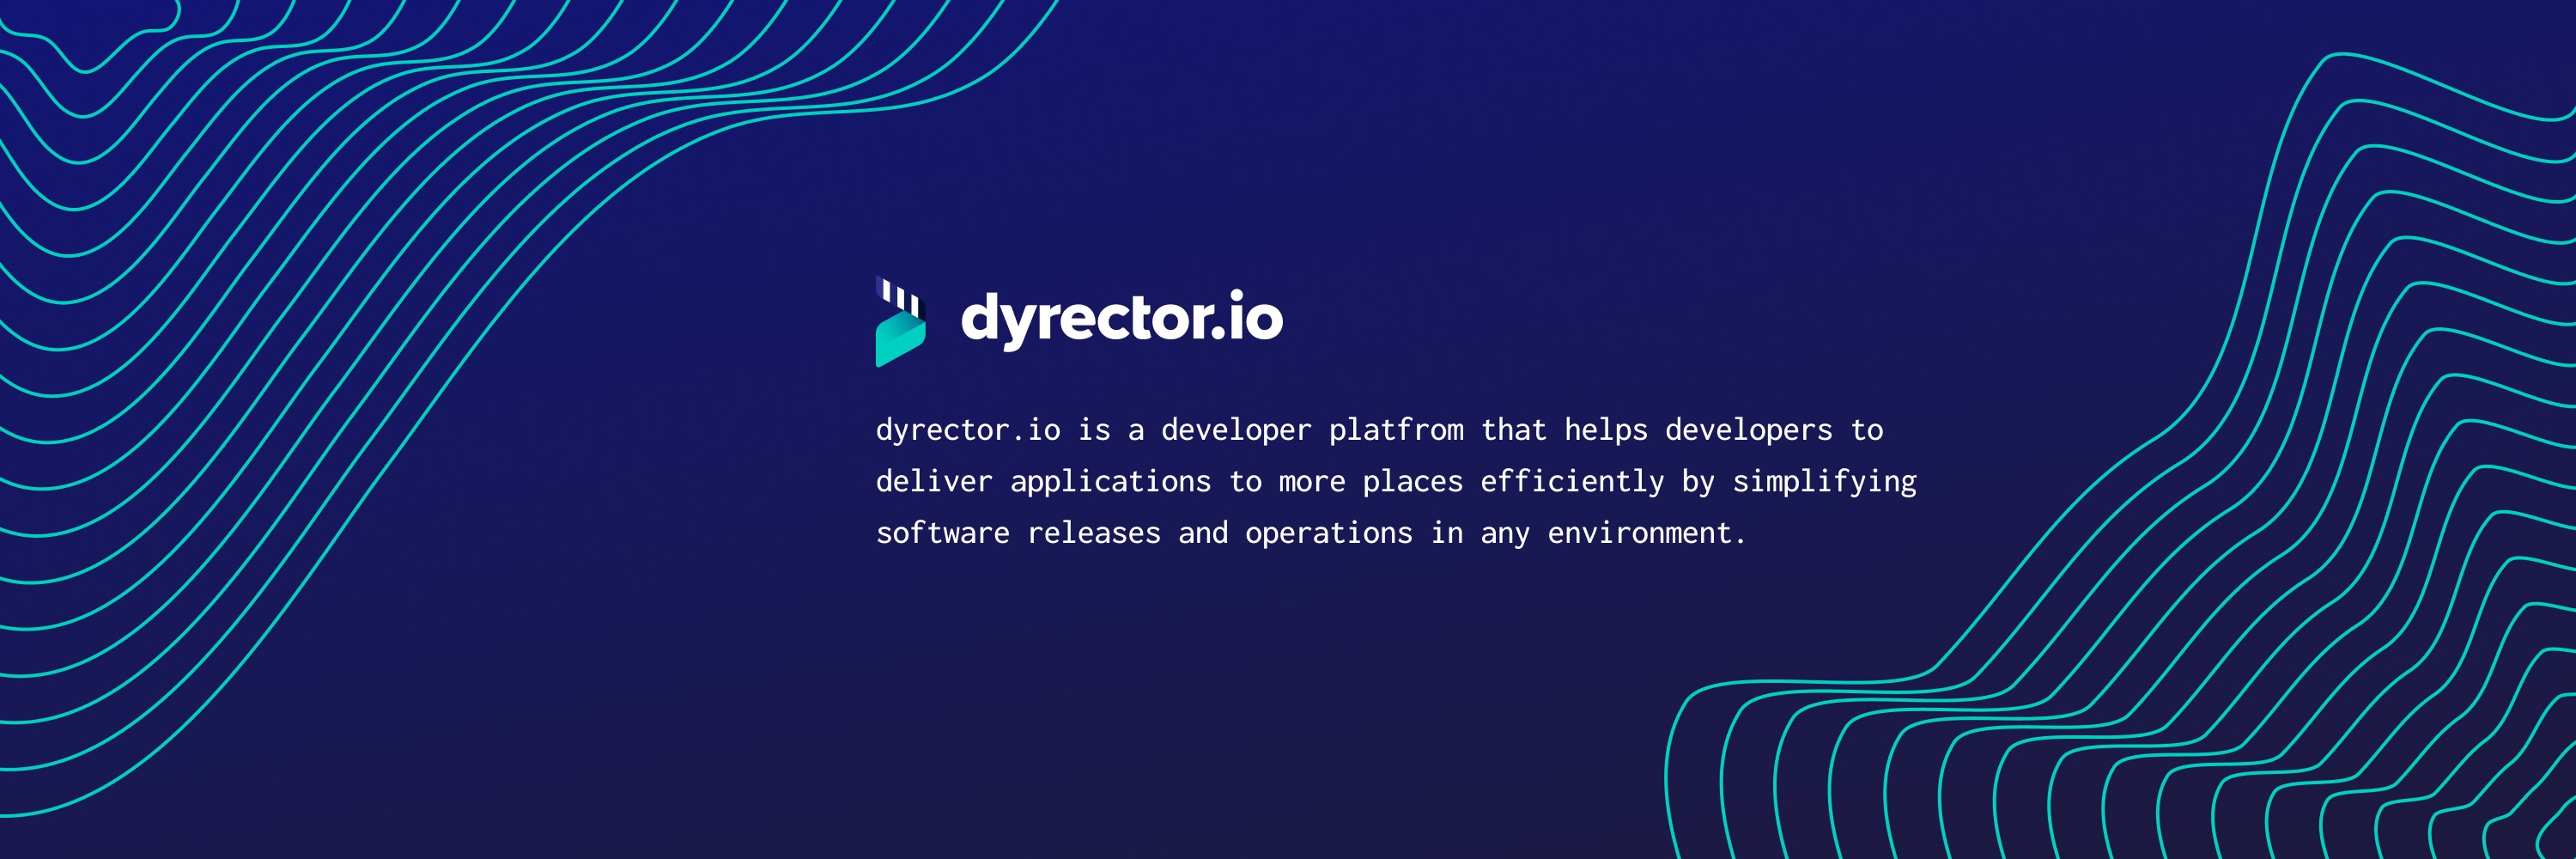 dyrector.io
dyrector.io is a developer platfrom that helps developers to
deliver applications to more places efficiently by simplifying
software releases and operations in any environment.